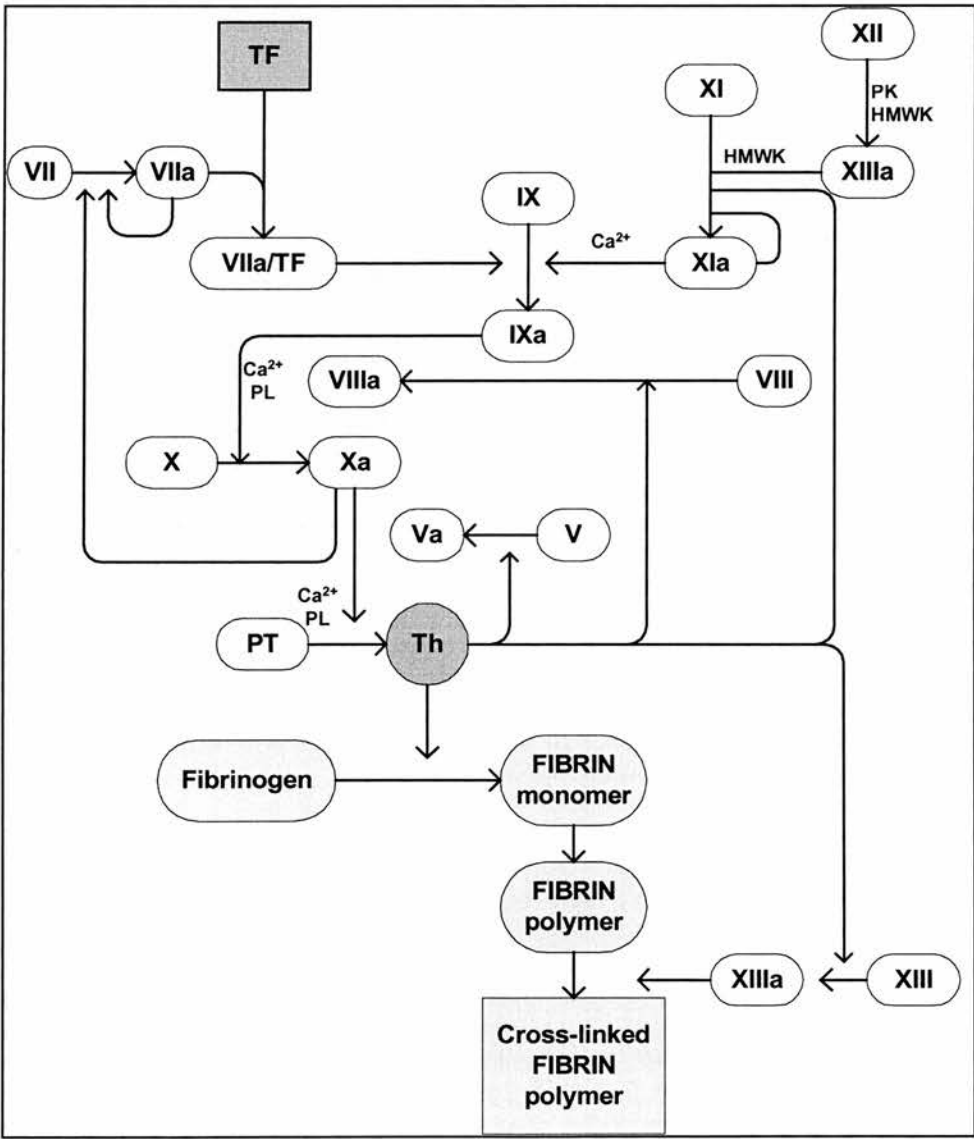 TF
XII
XI
PK
HMWK
VII
VIIa
HMWK
XIIIa
IX
VIIa/TF
Ca²⁺
XIa
IXa
Ca²⁺
PL
VIIIa
VIII
X
Xa
Va
V
Ca²⁺
PL
PT
Th
Fibrinogen
FIBRIN
monomer
FIBRIN
polymer
XIIIa
XIII
Cross-linked
FIBRIN
polymer